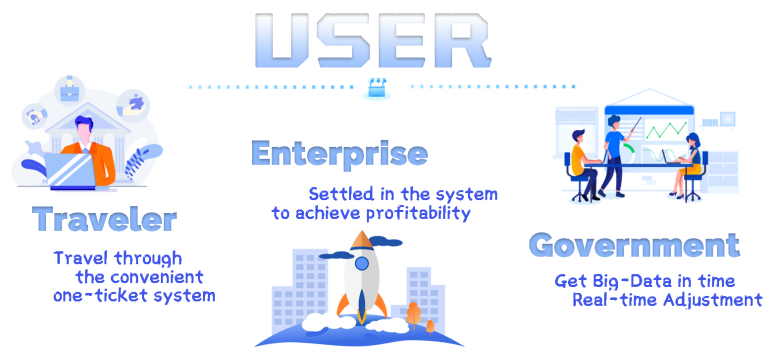 USER
Traveler
Travel through
the convenient
one-ticket system
Enterprise
Settled in the system
to achieve profitability
Government
Get Big-Data in time
Real-time Adjustment